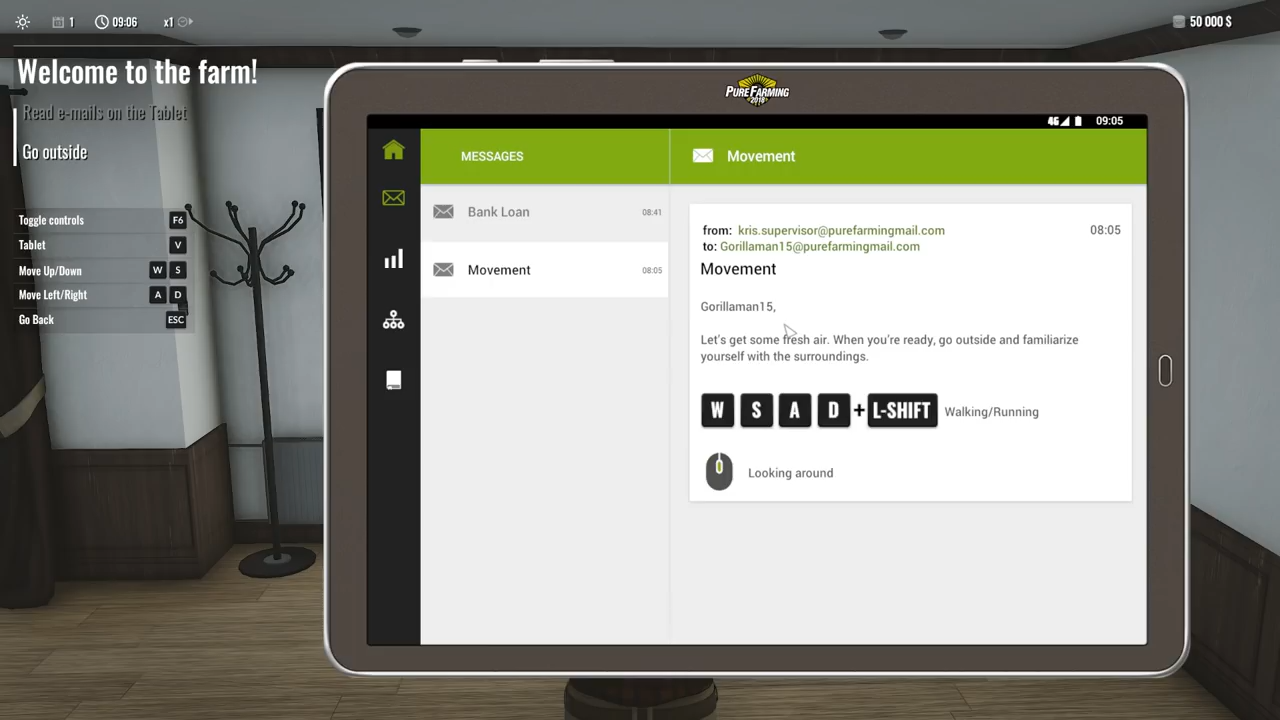 1 09:06 x1
50 000 $
Welcome to the farm!
Read e-mails on the Tablet
Go outside
Toggle controls F6
Tablet V
Move Up/Down W S
Move Left/Right A D
Go Back ESC
PURE FARMING
2018
4G 09:05
MESSAGES
Movement
Bank Loan 08:41
Movement 08:05
from: kris.supervisor@purefarmingmail.com 08:05
to: Gorillaman15@purefarmingmail.com
Movement
Gorillaman15,
Let's get some fresh air. When you're ready, go outside and familiarize
yourself with the surroundings.
W S A D + L-SHIFT Walking/Running
Looking around